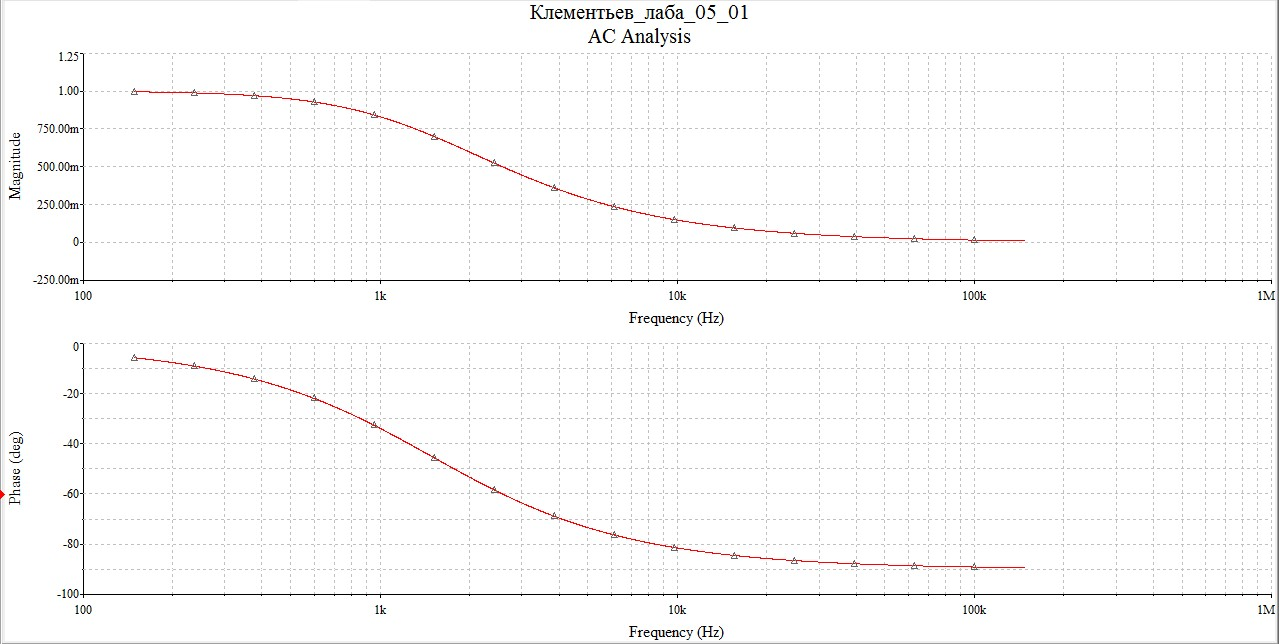 Клементьев_лаба_05_01
AC Analysis
1.25
1.00
750.00m
500.00m
250.00m
0
-250.00m
Magnitude
100
1k
10k
100k
1M
Frequency (Hz)
0
-20
-40
-60
-80
-100
Phase (deg)
100
1k
10k
100k
1M
Frequency (Hz)